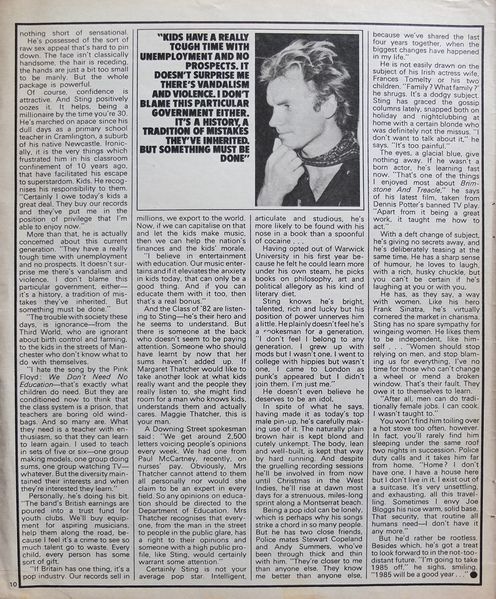 nothing short of sensational.
He's possessed of the sort of
raw sex appeal that's hard to pin
down. The face isn't classically
handsome, the hair is receding,
the hands are just a bit too small
to be manly. But the whole
package is powerful.
Of course, confidence is
attractive. And Sting positively
oozes it. It helps, being a
millionaire by the time you're 30.
He's marched on apace since his
dull days as a primary school
teacher in Cramlington, a suburb
of his native Newcastle. Ironic-
ally, it is the very things which
frustrated him in his classroom
confinement of 10 years ago,
that have facilitated his escape
to superstardom. Kids. He recog-
nises his responsibility to them.
"Certainly I owe today's kids a
great deal. They buy our records
and they've put me in the
position of privilege that I'm
able to enjoy now."
More than that, he is actually
concerned about this current
generation. "They have a really
tough time with unemployment
and no prospects. It doesn't sur-
prise me there's vandalism and
violence. I don't blame this
particular government, either—
it's a history, a tradition of mis-
takes they've inherited. But
something must be done."
"The trouble with society these
days, is ignorance—from the
Third World, who are ignorant
about birth control and farming,
to the kids in the streets of Man-
chester who don't know what to
do with themselves.
"I hate the song by the Pink
Floyd: We Don't Need No
Education—that's exactly what
children do need. But they are
conditioned now to think that
the class system is a prison, that
teachers are boring old wind-
bags. And so many are. What
they need is a teacher with en-
thusiasm, so that they can learn
to learn again. I used to teach
in sets of five or six—one group
making models, one group doing
sums, one group watching TV—
whatever. But the diversity main-
tained their interests and when
they're interested they learn."
Personally, he's doing his bit.
"The band's British earnings are
poured into a trust fund for
youth clubs. We'll buy equip-
ment for aspiring musicians,
help them along the road, be-
cause I feel it's a crime to see so
much talent go to waste. Every
child, every person has some
sort of gift.
"If Britain has one thing, it's a
pop industry. Our records sell in
"KIDS HAVE A REALLY
TOUGH TIME WITH
UNEMPLOYMENT AND NO
PROSPECTS. IT
DOESN'T SURPRISE ME
THERE'S VANDALISM
AND VIOLENCE. I DON'T
BLAME THIS PARTICULAR
GOVERNMENT EITHER.
IT'S A HISTORY, A
TRADITION OF MISTAKES
THEY'VE INHERITED.
BUT SOMETHING MUST BE
DONE"
millions, we export to the world.
Now, if we can capitalise on that
and let the kids make music,
then we can help the nation's
finances and the kids' morale.
"I believe in entertainment
with education. Our music enter-
tains and if it elevates the anxiety
in kids today, that can only be a
good thing. And if you can
educate them with it too, then
that's a real bonus."
And the Class of '82 are listen-
ing to Sting—he's their hero and
he seems to understand. But
there is someone at the back
who doesn't seem to be paying
attention. Someone who should
have learnt by now that her
sums haven't added up. If
Margaret Thatcher would like to
take another look at what kids
really want and the people they
really listen to, she might find
room for a man who knows kids,
understands them and actually
cares. Maggie Thatcher, this is
your man.
A Downing Street spokesman
said: "We get around 2,500
letters voicing people's opinions
every week. We had one from
Paul McCartney, recently, on
nurses' pay. Obviously, Mrs
Thatcher cannot attend to them
all personally nor would she
claim to be an expert in every
field. So any opinions on educa-
tion should be directed to the
Department of Education. Mrs
Thatcher recognises that every-
one, from the man in the street
to people in the public glare, has
a right to their opinions and
someone with a high public pro-
file, like Sting, would certainly
warrant some attention."
Certainly Sting is not your
average pop star. Intelligent,
articulate and studious, he's
more likely to be found with his
nose in a book than a spoonful
of cocaine.
Having opted out of Warwick
University in his first year be-
cause he felt he could learn more
under his own steam, he picks
books on philosophy, art and
political allegory as his kind of
literary diet.
Sting knows he's bright,
talented, rich and lucky but his
position of power unnerves him
a little. He plainly doesn't feel he's
a spokesman for a generation.
"I don't feel I belong to any
generation. I grew up with
mods but I wasn't one. I went to
college with hippies but wasn't
one. I came to London as
punk's appeared but I didn't
join them. I'm just me."
He doesn't even believe he
deserves to be an idol.
In spite of what he says,
having made it as today's top
male pin-up, he's carefully mak-
ing use of it. The naturally plain
brown hair is kept blond and
cutely unkempt. The body, lean
and well-built, is kept that way
by hard running. And despite
the gruelling recording sessions
he'll be involved in from now
until Christmas in the West
Indies, he'll rise at dawn most
days for a strenuous, miles-long
sprint along a Montserrat beach.
Being a pop idol can be lonely,
which is perhaps why his songs
strike a chord in so many people.
But he has two close friends,
Police mates Stewart Copeland
and Andy Summers, who've
been through thick and thin
with him. "They're closer to me
than anyone else. They know
me better than anyone else,
because we've shared the last
four years together, when the
biggest changes have happened
in my life."
He is not easily drawn on the
subject of his Irish actress wife,
Frances Tomelty or his two
children. "Family? What family?"
he shrugs. It's a dodgy subject.
Sting has graced the gossip
columns lately, snapped both on
holiday and nightclubbing at
home with a certain blonde who
was definitely not the missus. "I
don't want to talk about it," he
says. "It's too painful."
The eyes, a glacial blue, give
nothing away. If he wasn't a
born actor, he's learning fast
now. "That's one of the things
I enjoyed most about Brim-
stone And Treacle," he says
of his latest film, taken from
Dennis Potter's banned TV play.
"Apart from it being a great
work, it taught me how to
act."
With a deft change of subject,
he's giving no secrets away, and
he's deliberately teasing at the
same time. He has a sharp sense
of humour, he loves to laugh,
with a rich, husky chuckle, but
you can't be certain if he's
laughing at you or with you.
He has, as they say, a way
with women. Like his hero
Frank Sinatra, he's virtually
cornered the market in charisma.
Sting has no spare sympathy for
wingeing women. He likes them
to be independent, like him-
self . . . "Women should stop
relying on men, and stop blam-
ing us for everything. I've no
time for those who can't change
a wheel or mend a broken
window. That's their fault. They
owe it to themselves to learn.
"After all, men can do tradi-
tionally female jobs. I can cook.
I wasn't taught to."
You won't find him toiling over
a hot stove too often, however.
In fact, you'll rarely find him
sleeping under the same roof
two nights in succession. Police
duty calls and it takes him far
from home. "Home? I don't
have one. I have a house here
but I don't live in it, I exist out of
a suitcase. It's very unsettling
and exhausting, all this travel-
ling. Sometimes I envy Joe
Bloggs his nice warm, solid base.
That security, that routine all
humans need—I don't have it
any more."
But he'd rather be rootless.
Besides which, he's got a treat
to look forward to in the not-too-
distant future. "I'm going to take
1985 off," he sighs, smiling,
"1985 will be a good year . . ."
10